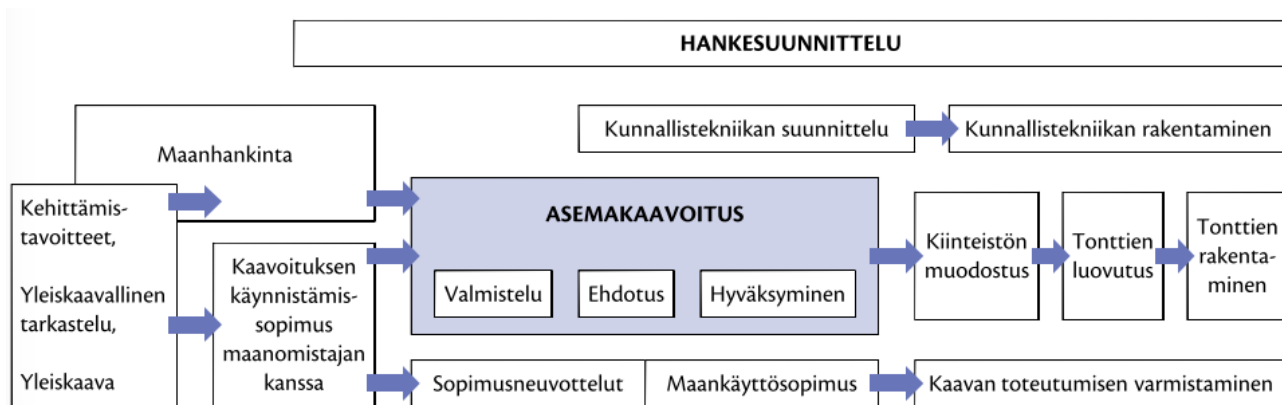 HANKESUUNNITTELU
Kunnallistekniikan suunnittelu
Kunnallistekniikan rakentaminen
Maanhankinta
Kehittämis-
tavoitteet,
Yleiskaavallinen
tarkastelu,
Yleiskaava
Kaavoituksen
käynnistämis-
sopimus
maanomistajan
kanssa
ASEMAKAAVOITUS
Valmistelu
Ehdotus
Hyväksyminen
Kiinteistön
muodostus
Tonttien
luovutus
Tonttien
rakenta-
minen
Sopimusneuvottelut
Maankäyttösopimus
Kaavan toteutumisen varmistaminen